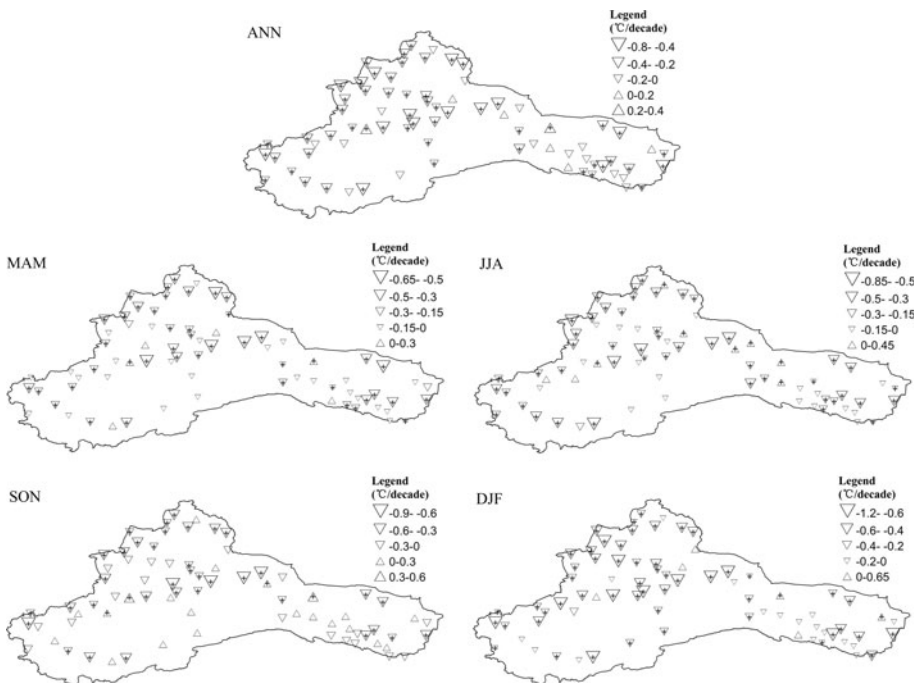 ANN
Legend
(℃/decade)
-0.8- -0.4
-0.4- -0.2
-0.2-0
0-0.2
0.2-0.4
MAM
Legend
(℃/decade)
-0.65- -0.5
-0.5- -0.3
-0.3- -0.15
-0.15-0
0-0.3
JJA
Legend
(℃/decade)
-0.85- -0.5
-0.5- -0.3
-0.3- -0.15
-0.15-0
0-0.45
SON
Legend
(℃/decade)
-0.9- -0.6
-0.6- -0.3
-0.3-0
0-0.3
0.3-0.6
DJF
Legend
(℃/decade)
-1.2- -0.6
-0.6- -0.4
-0.4- -0.2
-0.2-0
0-0.65